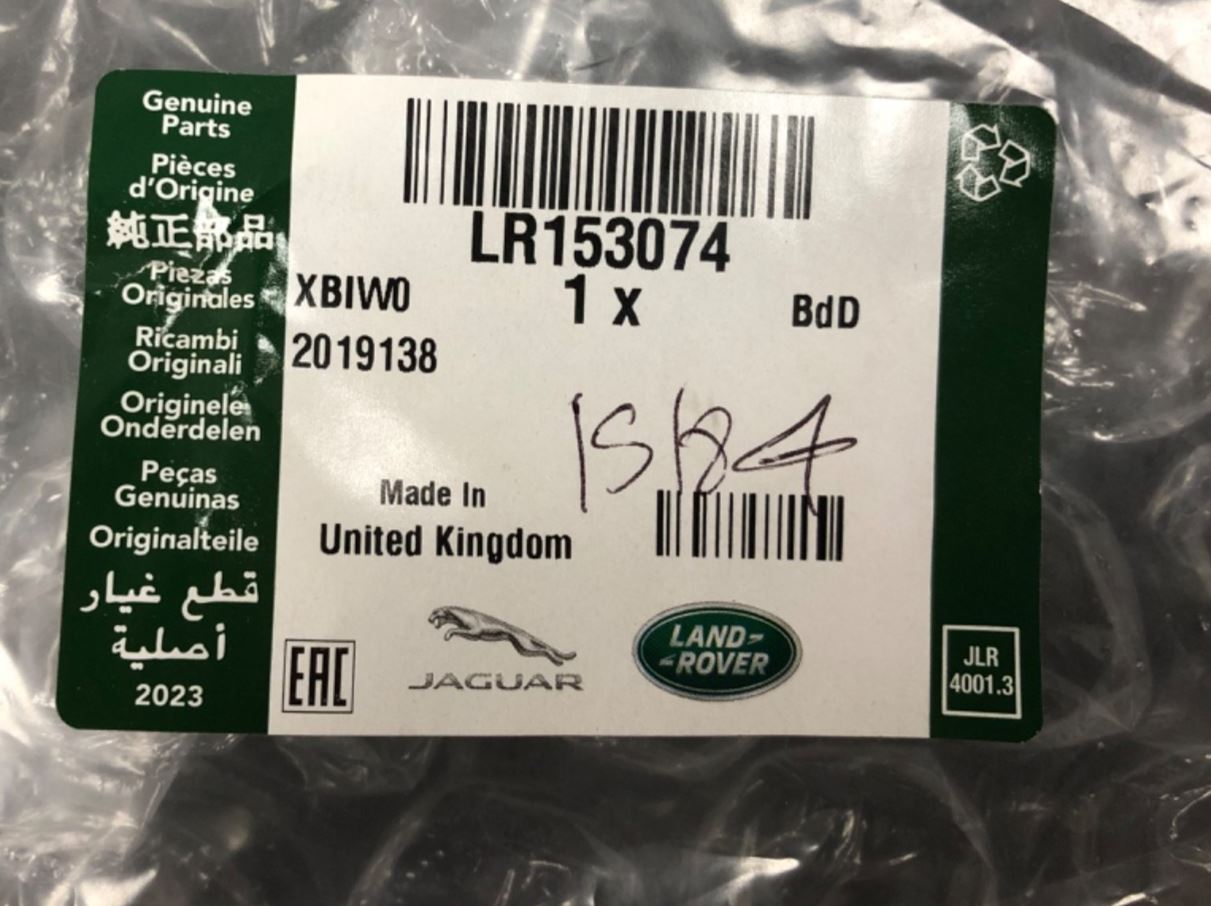 Genuine
Parts
Pièces
d'Origine
純正部品
Piezas
Originales
Ricambi
Originali
Originele
Onderdelen
Peças
Genuinas
Originalteile
قطع غيار
أصلية
2023
LR153074
XBIW0 1 x BdD
2019138
Made In
United Kingdom
EAC
JAGUAR
LAND-
-ROVER
JLR
4001.3